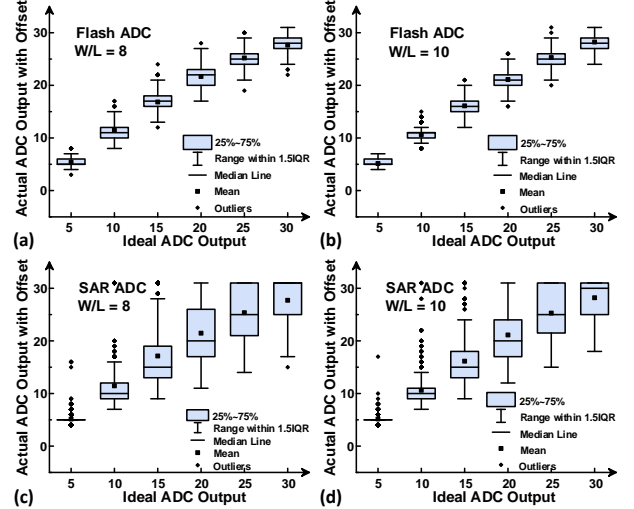 Actual ADC Output with Offset
30
20
10
0
Flash ADC
W/L = 8
25%~75%
Range within 1.5IQR
Median Line
Mean
Outliers
5 10 15 20 25 30
(a) Ideal ADC Output
Actual ADC Output with Offset
30
20
10
0
Flash ADC
W/L = 10
25%~75%
Range within 1.5IQR
Median Line
Mean
Outliers
5 10 15 20 25 30
(b) Ideal ADC Output
Actual ADC Output with Offset
30
20
10
0
SAR ADC
W/L = 8
25%~75%
Range within 1.5IQR
Median Line
Mean
Outliers
5 10 15 20 25 30
(c) Ideal ADC Output
Actual ADC Output with Offset
30
20
10
0
SAR ADC
W/L = 10
25%~75%
Range within 1.5IQR
Median Line
Mean
Outliers
5 10 15 20 25 30
(d) Ideal ADC Output